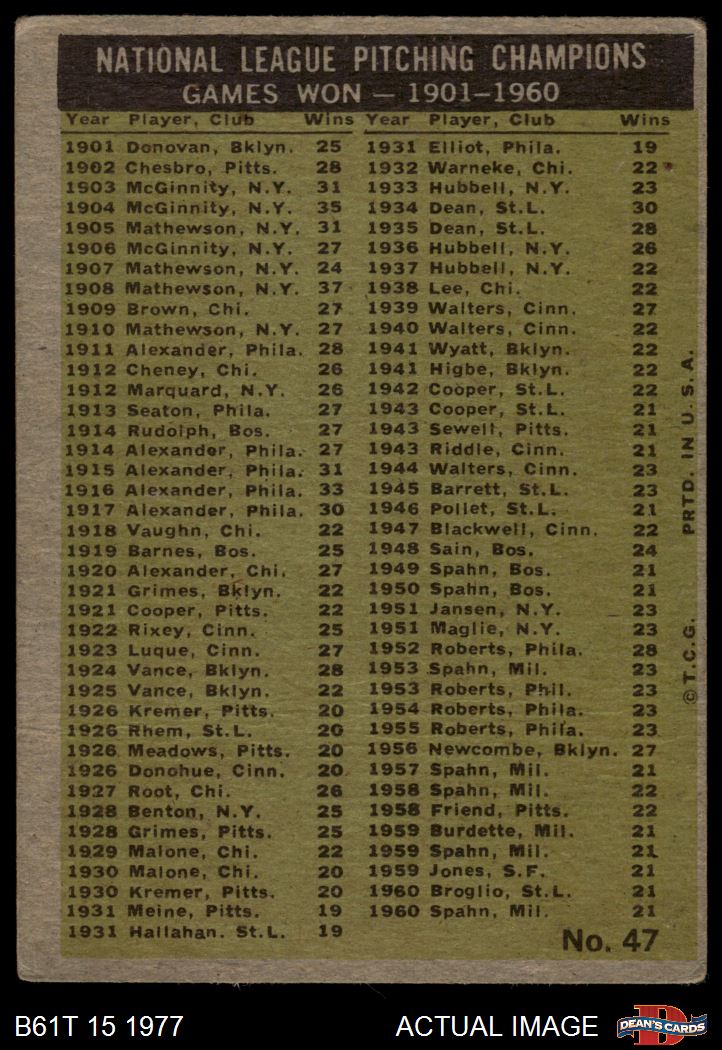 NATIONAL LEAGUE PITCHING CHAMPIONS
GAMES WON — 1901-1960
Year Player, Club Wins
1901 Donovan, Bklyn. 25
1902 Chesbro, Pitts. 28
1903 McGinnity, N.Y. 31
1904 McGinnity, N.Y. 35
1905 Mathewson, N.Y. 31
1906 McGinnity, N.Y. 27
1907 Mathewson, N.Y. 24
1908 Mathewson, N.Y. 37
1909 Brown, Chi. 27
1910 Mathewson, N.Y. 27
1911 Alexander, Phila. 28
1912 Cheney, Chi. 26
1912 Marquard, N.Y. 26
1913 Seaton, Phila. 27
1914 Rudolph, Bos. 27
1914 Alexander, Phila. 27
1915 Alexander, Phila. 31
1916 Alexander, Phila. 33
1917 Alexander, Phila. 30
1918 Vaughn, Chi. 22
1919 Barnes, Bos. 25
1920 Alexander, Chi. 27
1921 Grimes, Bklyn. 22
1921 Cooper, Pitts. 22
1922 Rixey, Cinn. 25
1923 Luque, Cinn. 27
1924 Vance, Bklyn. 28
1925 Vance, Bklyn. 22
1926 Kremer, Pitts. 20
1926 Rhem, St.L. 20
1926 Meadows, Pitts. 20
1926 Donohue, Cinn. 20
1927 Root, Chi. 26
1928 Benton, N.Y. 25
1928 Grimes, Pitts. 25
1929 Malone, Chi. 22
1930 Malone, Chi. 20
1930 Kremer, Pitts. 20
1931 Meine, Pitts. 19
1931 Hallahan. St.L. 19
Year Player, Club Wins
1931 Elliot, Phila. 19
1932 Warneke, Chi. 22
1933 Hubbell, N.Y. 23
1934 Dean, St.L. 30
1935 Dean, St.L. 28
1936 Hubbell, N.Y. 26
1937 Hubbell, N.Y. 22
1938 Lee, Chi. 22
1939 Walters, Cinn. 27
1940 Walters, Cinn. 22
1941 Wyatt, Bklyn. 22
1941 Higbe, Bklyn. 22
1942 Cooper, St.L. 22
1943 Cooper, St.L. 21
1943 Sewell, Pitts. 21
1943 Riddle, Cinn. 21
1944 Walters, Cinn. 23
1945 Barrett, St.L. 23
1946 Pollet, St.L. 21
1947 Blackwell, Cinn. 22
1948 Sain, Bos. 24
1949 Spahn, Bos. 21
1950 Spahn, Bos. 21
1951 Jansen, N.Y. 23
1951 Maglie, N.Y. 23
1952 Roberts, Phila. 28
1953 Spahn, Mil. 23
1953 Roberts, Phil. 23
1954 Roberts, Phila. 23
1955 Roberts, Phila. 23
1956 Newcombe, Bklyn. 27
1957 Spahn, Mil. 21
1958 Spahn, Mil. 22
1958 Friend, Pitts. 22
1959 Burdette, Mil. 21
1959 Spahn, Mil. 21
1959 Jones, S.F. 21
1960 Broglio, St.L. 21
1960 Spahn, Mil. 21
No. 47
©T.C.G. PRTD. IN U.S.A.
B61T 15 1977
ACTUAL IMAGE
DEAN'S CARDS